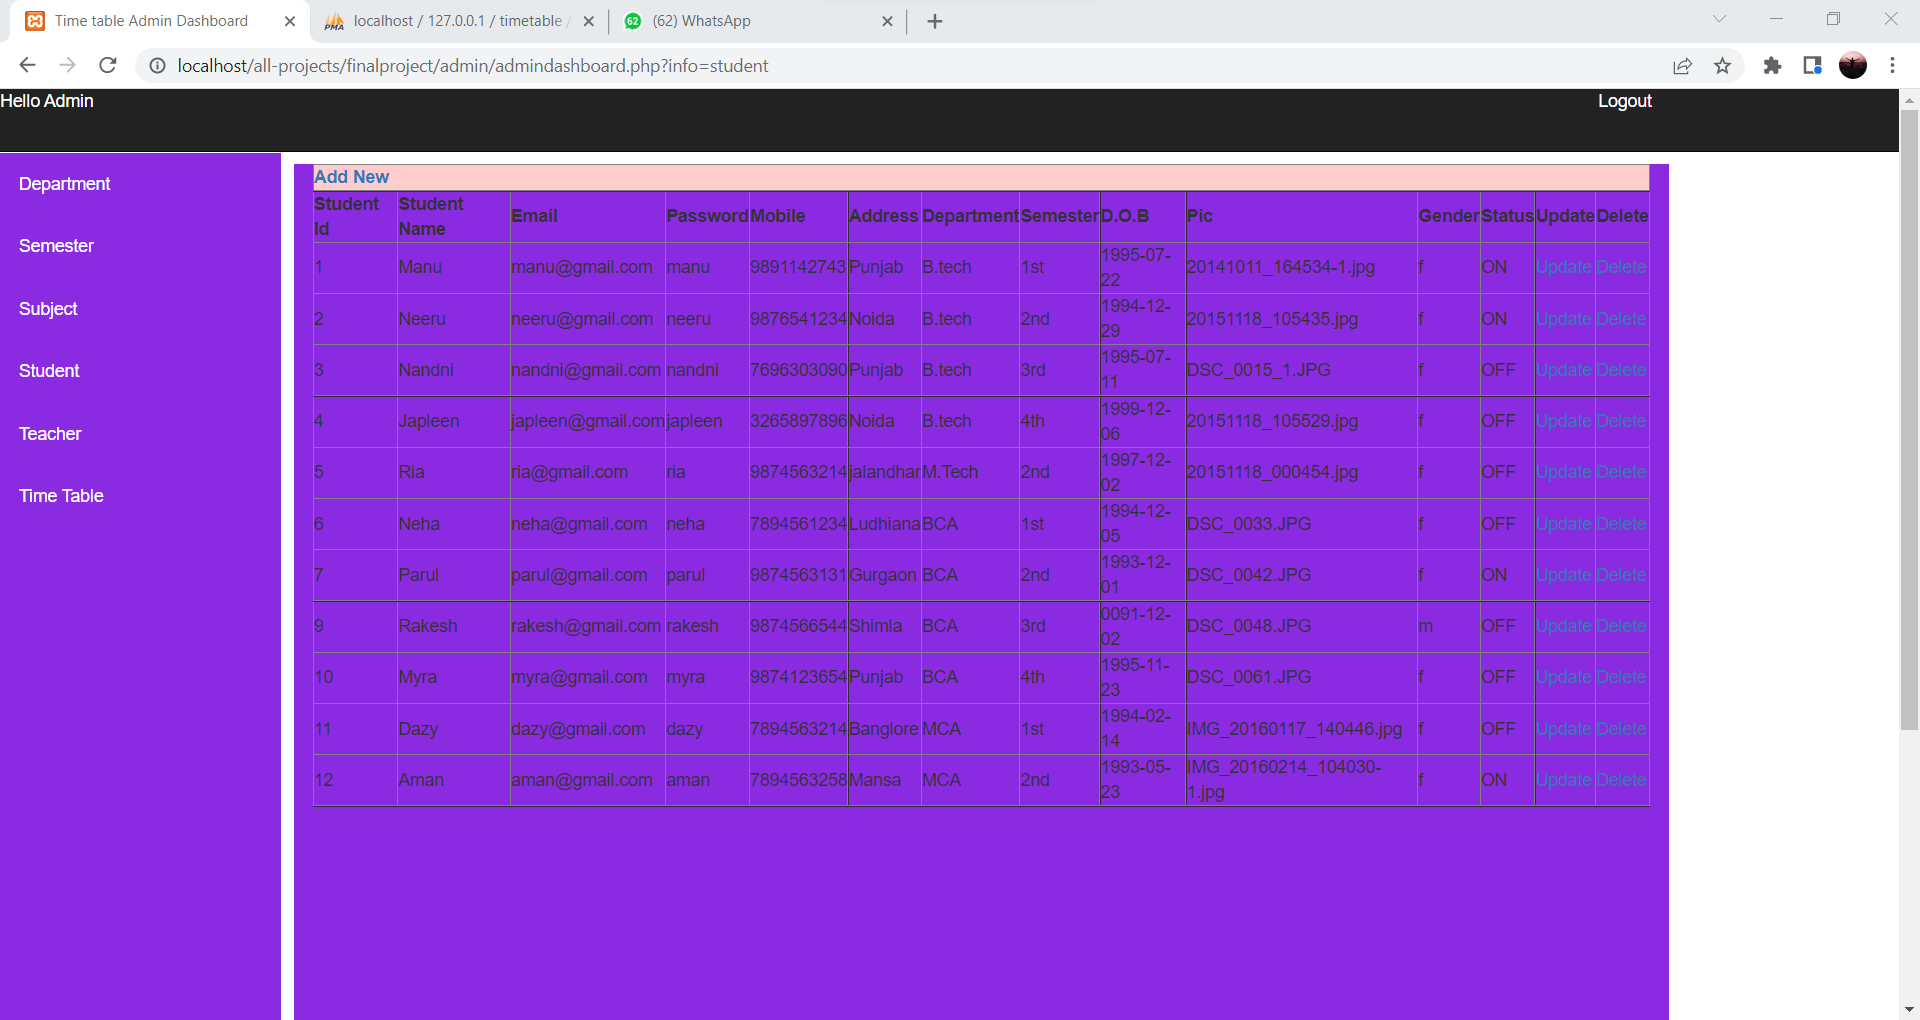 Time table Admin Dashboard
localhost / 127.0.0.1 / timetable /
(62) WhatsApp
localhost/all-projects/finalproject/admin/admindashboard.php?info=student
Hello Admin Logout
Department
Semester
Subject
Student
Teacher
Time Table
Add New
Student Id Student Name Email Password Mobile Address Department Semester D.O.B Pic Gender Status Update Delete
1 Manu manu@gmail.com manu 9891142743 Punjab B.tech 1st 1995-07-22 20141011_164534-1.jpg f ON Update Delete
2 Neeru neeru@gmail.com neeru 9876541234 Noida B.tech 2nd 1994-12-29 20151118_105435.jpg f ON Update Delete
3 Nandni nandni@gmail.com nandni 7696303090 Punjab B.tech 3rd 1995-07-11 DSC_0015_1.JPG f OFF Update Delete
4 Japleen japleen@gmail.com japleen 3265897896 Noida B.tech 4th 1999-12-06 20151118_105529.jpg f OFF Update Delete
5 Ria ria@gmail.com ria 9874563214 jalandhar M.Tech 2nd 1997-12-02 20151118_000454.jpg f OFF Update Delete
6 Neha neha@gmail.com neha 7894561234 Ludhiana BCA 1st 1994-12-05 DSC_0033.JPG f OFF Update Delete
7 Parul parul@gmail.com parul 9874563131 Gurgaon BCA 2nd 1993-12-01 DSC_0042.JPG f ON Update Delete
9 Rakesh rakesh@gmail.com rakesh 9874566544 Shimla BCA 3rd 0091-12-02 DSC_0048.JPG m OFF Update Delete
10 Myra myra@gmail.com myra 9874123654 Punjab BCA 4th 1995-11-23 DSC_0061.JPG f OFF Update Delete
11 Dazy dazy@gmail.com dazy 7894563214 Banglore MCA 1st 1994-02-14 IMG_20160117_140446.jpg f OFF Update Delete
12 Aman aman@gmail.com aman 7894563258 Mansa MCA 2nd 1993-05-23 IMG_20160214_104030-1.jpg f ON Update Delete